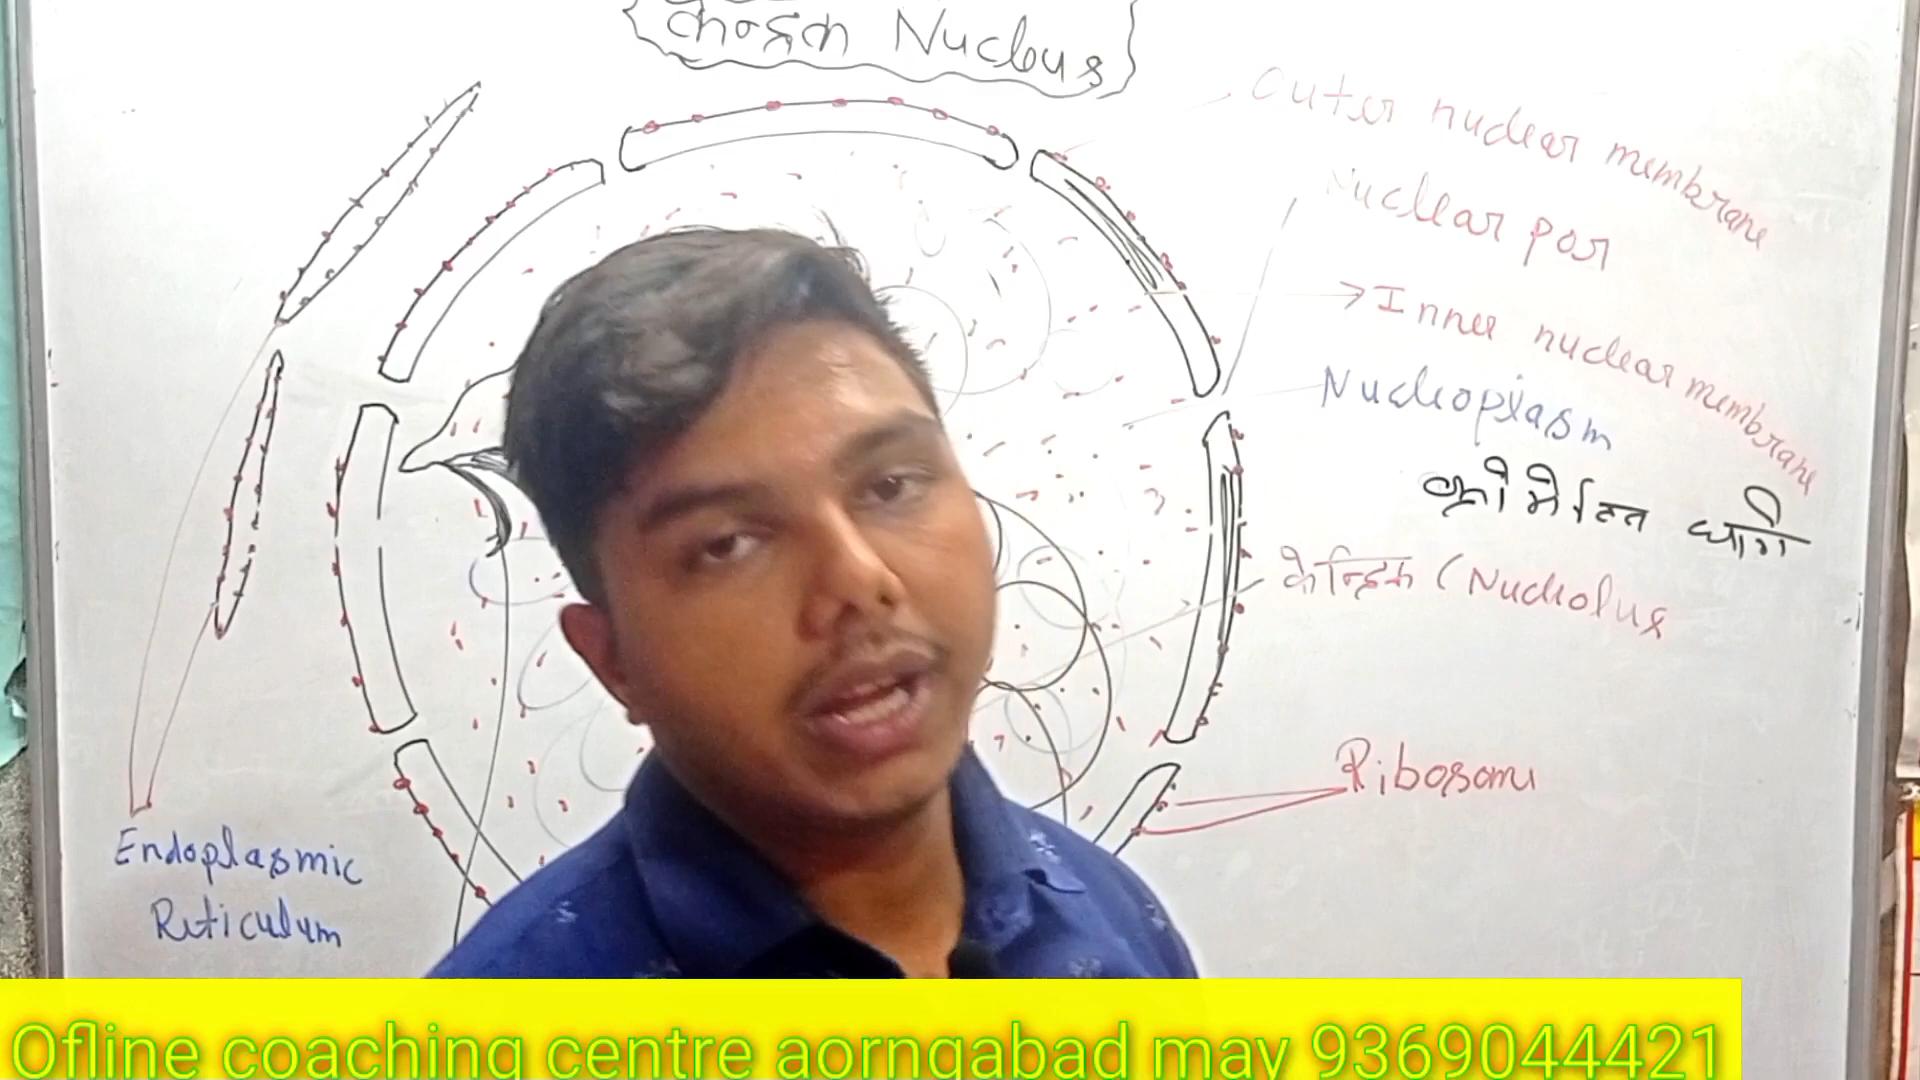 केन्द्रक Nucleus
Outer nuclear membrane
Nuclear por
Inner nuclear membrane
Nucleoplasm
क्रोमेटिन धागे
केन्द्रिक (Nucleolus
Ribosome
Endoplasmic
Reticulum
Ofline coaching centre aorngabad may 9369044421